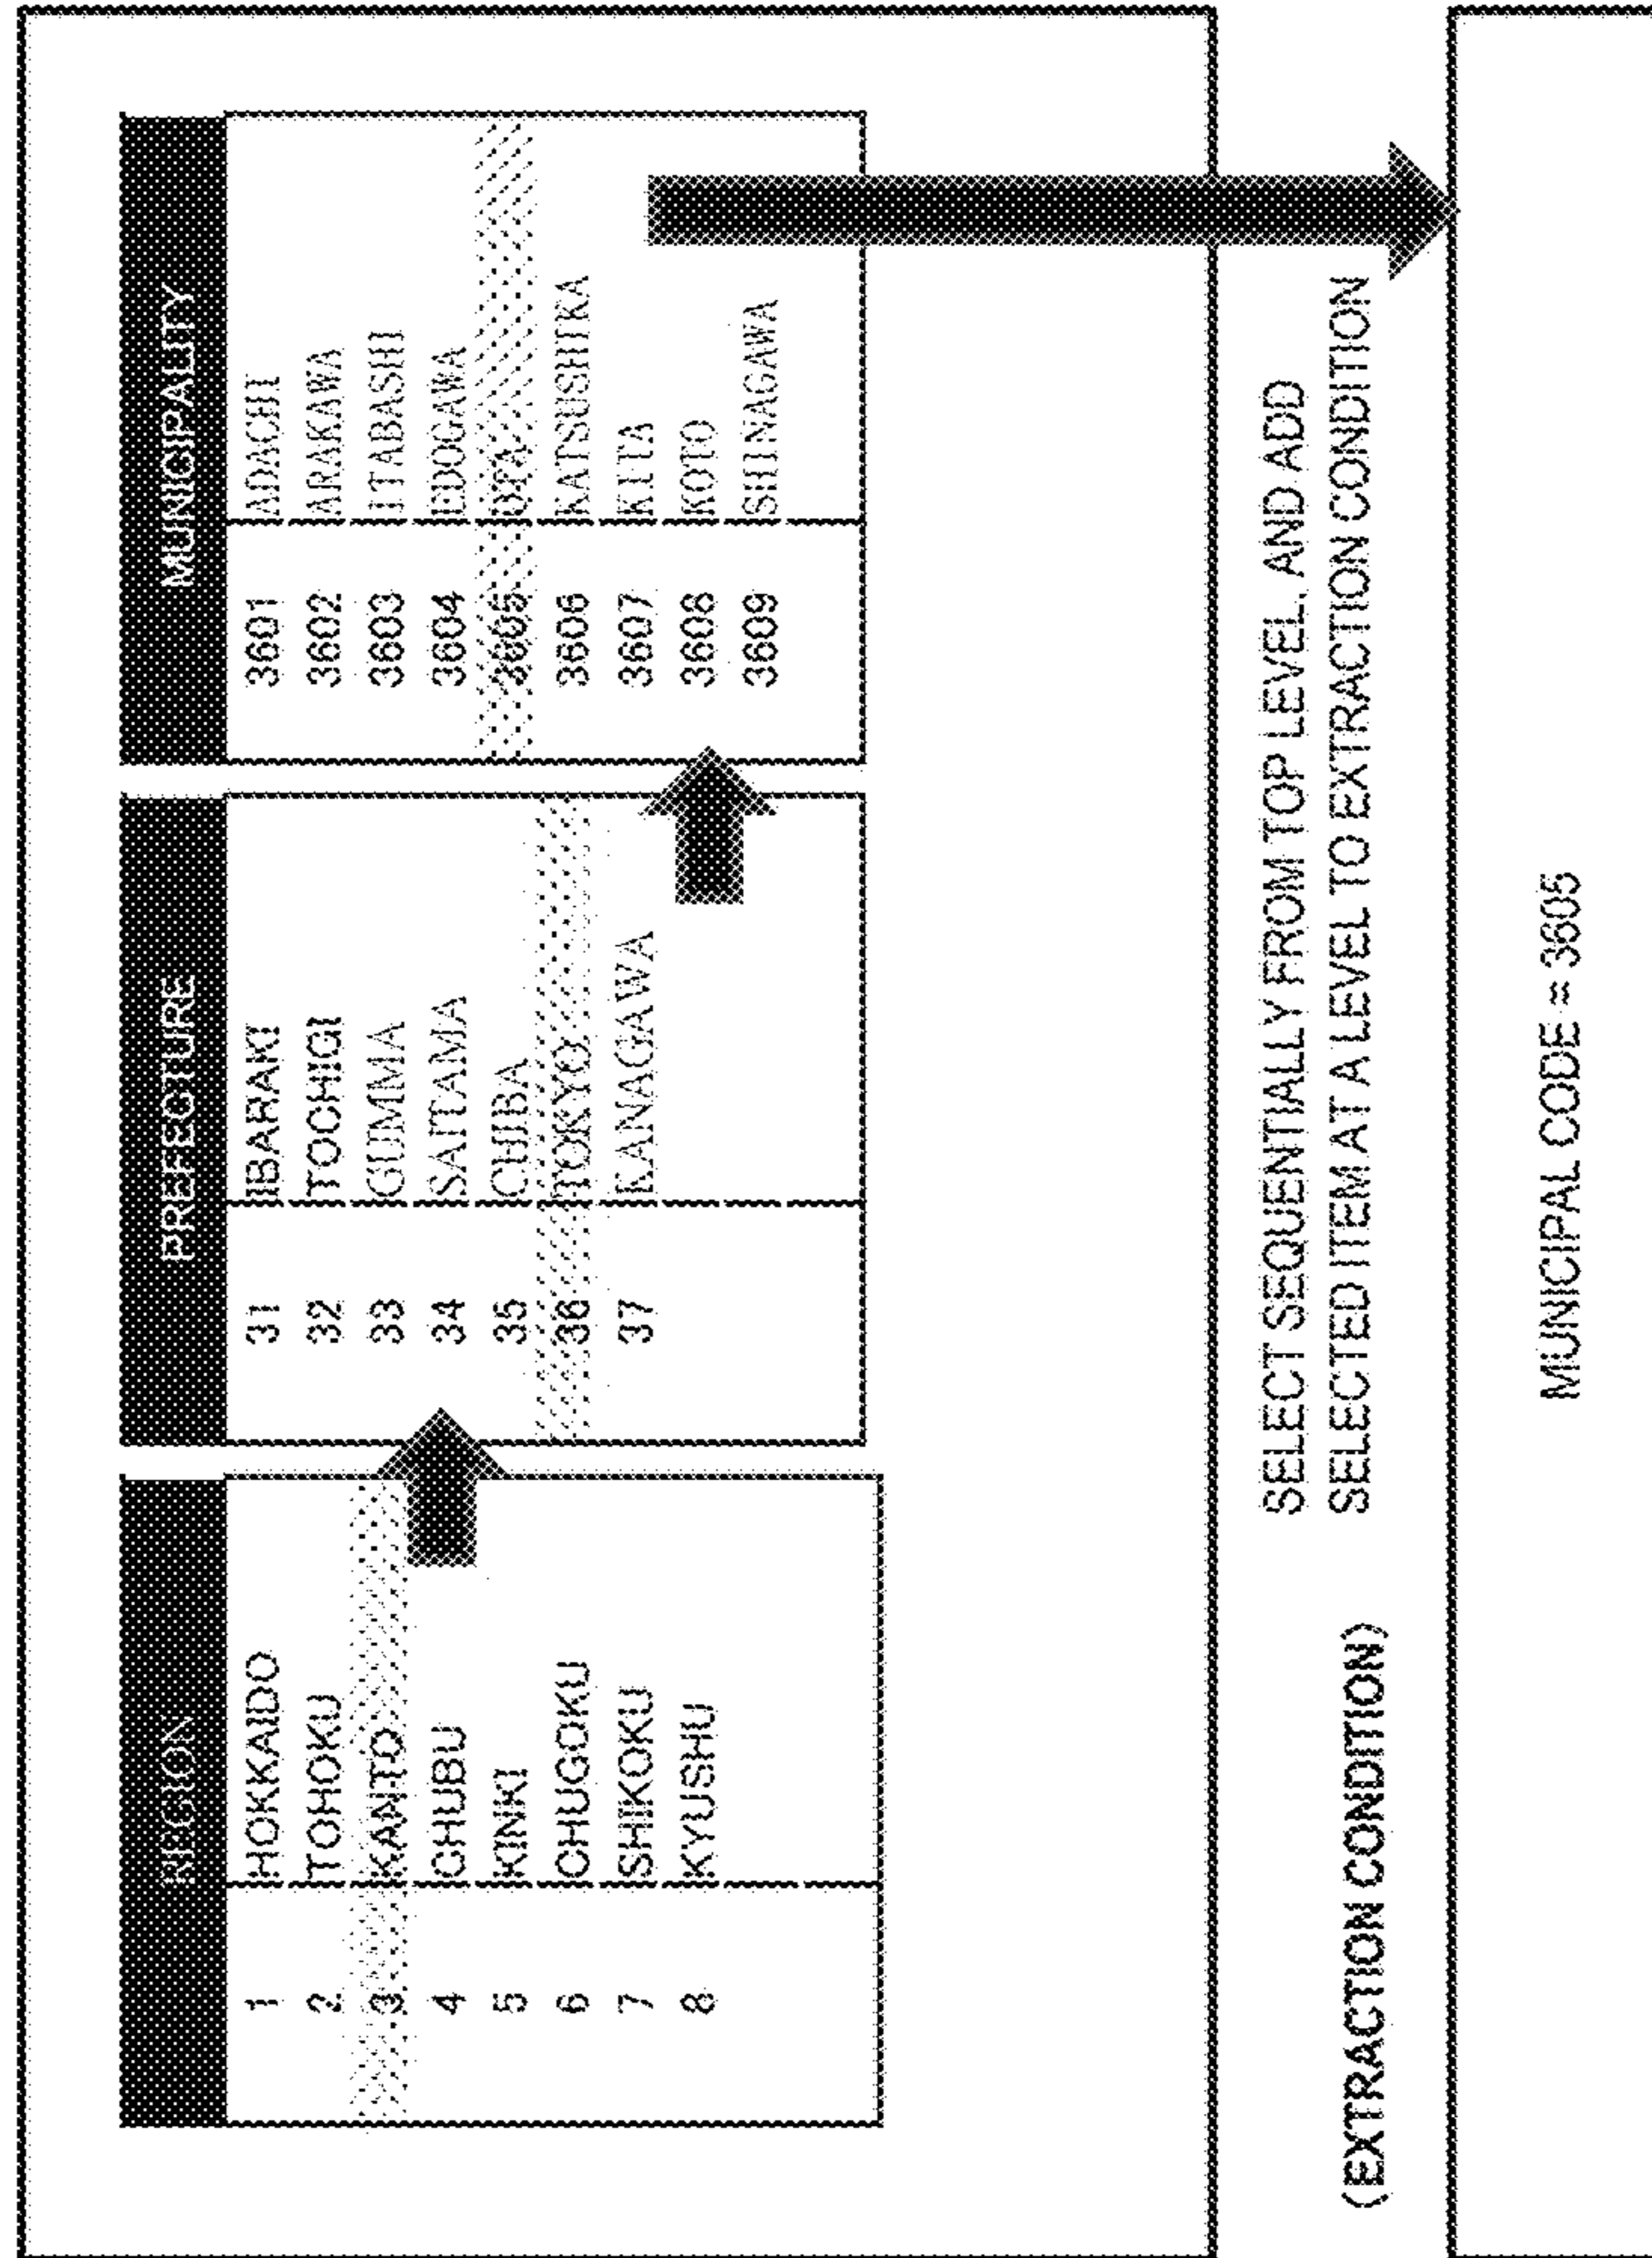 REGION
1 HOKKAIDO
2 TOHOKU
3 KANTO
4 CHUBU
5 KINKI
6 CHUGOKU
7 SHIKOKU
8 KYUSHU
PREFECTURE
31 IBARAKI
32 TOCHIGI
33 GUMMA
34 SAITAMA
35 CHIBA
36 TOKYO
37 KANAGAWA
MUNICIPALITY
3601 ADACHI
3602 ARAKAWA
3603 ITABASHI
3604 EDOGAWA
3605 OTA
3606 KATSUSHIKA
3607 KITA
3608 KOTO
3609 SHINAGAWA
SELECT SEQUENTIALLY FROM TOP LEVEL, AND ADD
SELECTED ITEM AT A LEVEL TO EXTRACTION CONDITION
(EXTRACTION CONDITION)
MUNICIPAL CODE = 3605